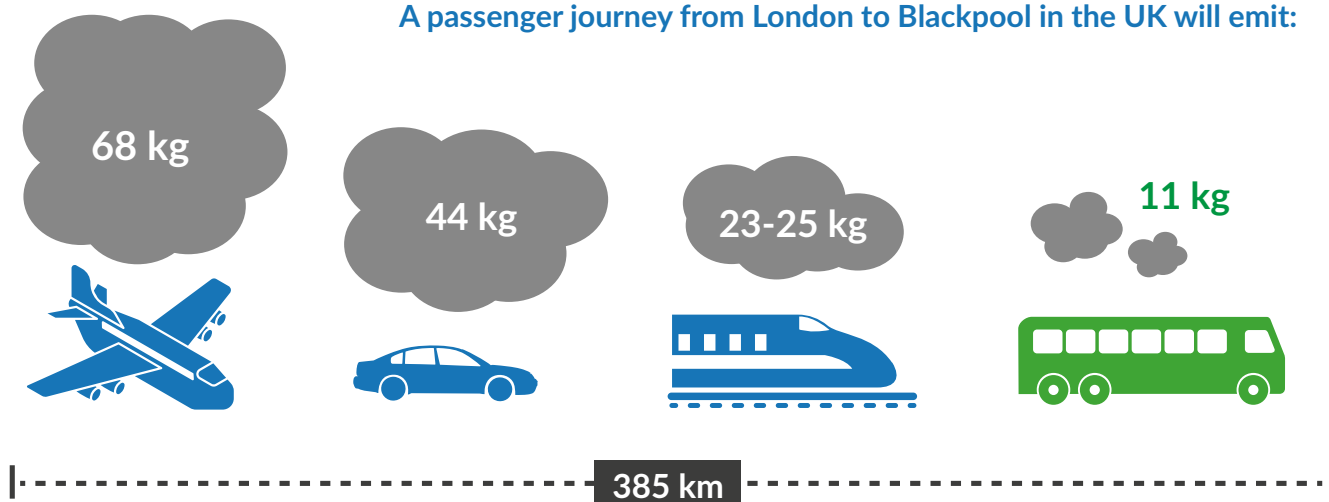 A passenger journey from London to Blackpool in the UK will emit:
68 kg
44 kg
23-25 kg
11 kg
385 km